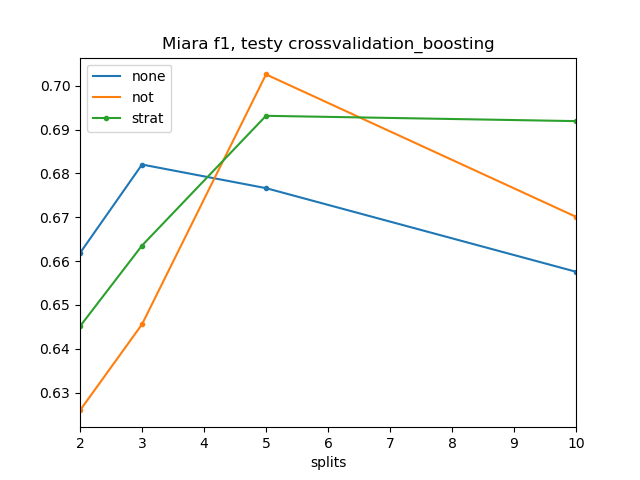 Miara f1, testy crossvalidation_boosting
none
not
strat
0.70
0.69
0.68
0.67
0.66
0.65
0.64
0.63
2 3 4 5 6 7 8 9 10
splits